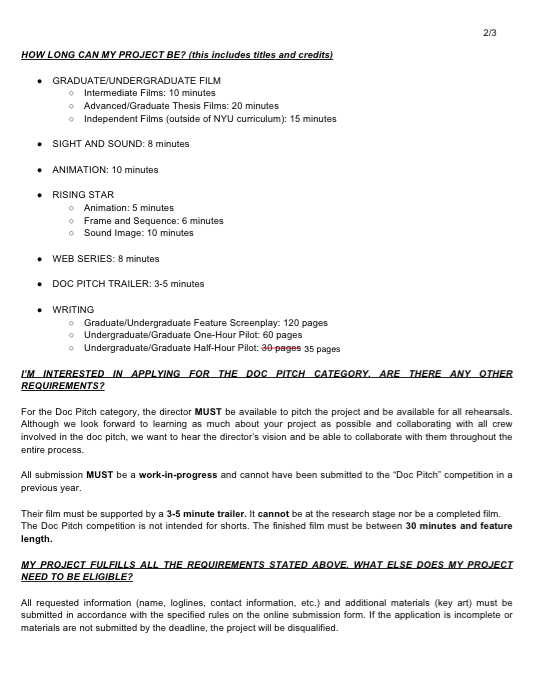 2/3
HOW LONG CAN MY PROJECT BE? (this includes titles and credits)
● GRADUATE/UNDERGRADUATE FILM
○ Intermediate Films: 10 minutes
○ Advanced/Graduate Thesis Films: 20 minutes
○ Independent Films (outside of NYU curriculum): 15 minutes
● SIGHT AND SOUND: 8 minutes
● ANIMATION: 10 minutes
● RISING STAR
○ Animation: 5 minutes
○ Frame and Sequence: 6 minutes
○ Sound Image: 10 minutes
● WEB SERIES: 8 minutes
● DOC PITCH TRAILER: 3-5 minutes
● WRITING
○ Graduate/Undergraduate Feature Screenplay: 120 pages
○ Undergraduate/Graduate One-Hour Pilot: 60 pages
○ Undergraduate/Graduate Half-Hour Pilot: 30 pages 35 pages
I'M INTERESTED IN APPLYING FOR THE DOC PITCH CATEGORY, ARE THERE ANY OTHER
REQUIREMENTS?
For the Doc Pitch category, the director MUST be available to pitch the project and be available for all rehearsals.
Although we look forward to learning as much about your project as possible and collaborating with all crew
involved in the doc pitch, we want to hear the director's vision and be able to collaborate with them throughout the
entire process.
All submission MUST be a work-in-progress and cannot have been submitted to the “Doc Pitch” competition in a
previous year.
Their film must be supported by a 3-5 minute trailer. It cannot be at the research stage nor be a completed film.
The Doc Pitch competition is not intended for shorts. The finished film must be between 30 minutes and feature
length.
MY PROJECT FULFILLS ALL THE REQUIREMENTS STATED ABOVE, WHAT ELSE DOES MY PROJECT
NEED TO BE ELIGIBLE?
All requested information (name, loglines, contact information, etc.) and additional materials (key art) must be
submitted in accordance with the specified rules on the online submission form. If the application is incomplete or
materials are not submitted by the deadline, the project will be disqualified.